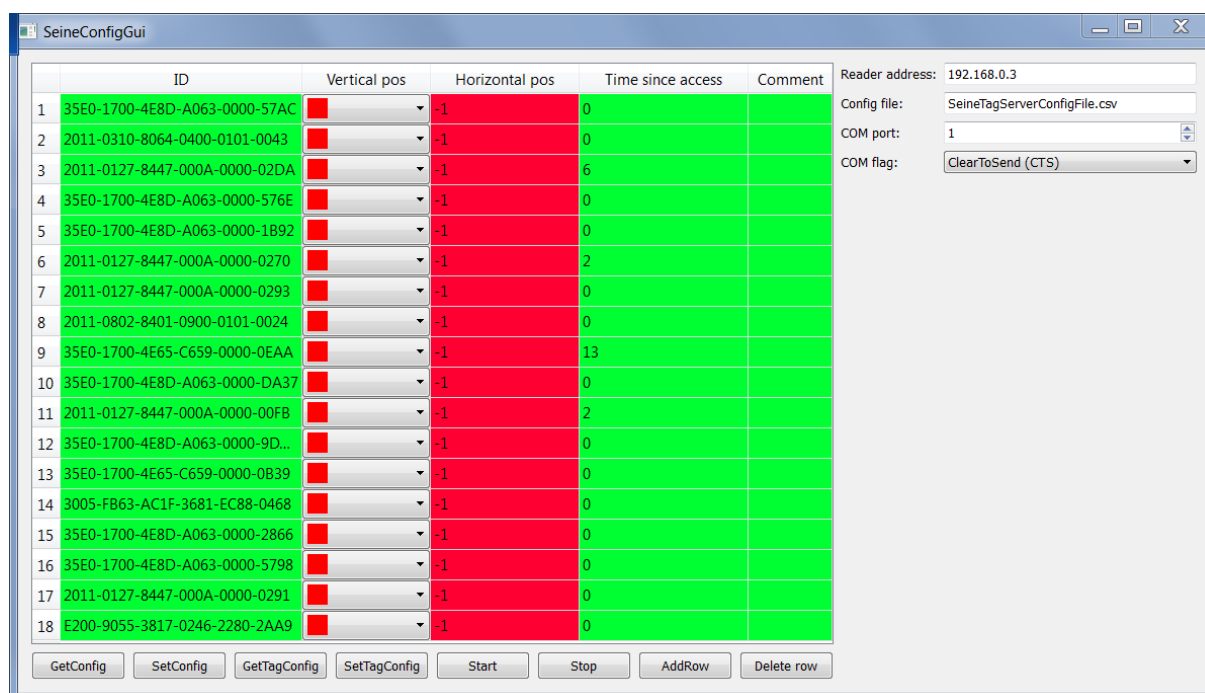 SeineConfigGui
ID Vertical pos Horizontal pos Time since access Comment
1 35E0-1700-4E8D-A063-0000-57AC -1 0
2 2011-0310-8064-0400-0101-0043 -1 0
3 2011-0127-8447-000A-0000-02DA -1 6
4 35E0-1700-4E8D-A063-0000-576E -1 0
5 35E0-1700-4E8D-A063-0000-1B92 -1 0
6 2011-0127-8447-000A-0000-0270 -1 2
7 2011-0127-8447-000A-0000-0293 -1 0
8 2011-0802-8401-0900-0101-0024 -1 0
9 35E0-1700-4E65-C659-0000-0EAA -1 13
10 35E0-1700-4E8D-A063-0000-DA37 -1 0
11 2011-0127-8447-000A-0000-00FB -1 2
12 35E0-1700-4E8D-A063-0000-9D... -1 0
13 35E0-1700-4E65-C659-0000-0B39 -1 0
14 3005-FB63-AC1F-3681-EC88-0468 -1 0
15 35E0-1700-4E8D-A063-0000-2866 -1 0
16 35E0-1700-4E8D-A063-0000-5798 -1 0
17 2011-0127-8447-000A-0000-0291 -1 0
18 E200-9055-3817-0246-2280-2AA9 -1 0
GetConfig SetConfig GetTagConfig SetTagConfig Start Stop AddRow Delete row
Reader address: 192.168.0.3
Config file: SeineTagServerConfigFile.csv
COM port: 1
COM flag: ClearToSend (CTS)